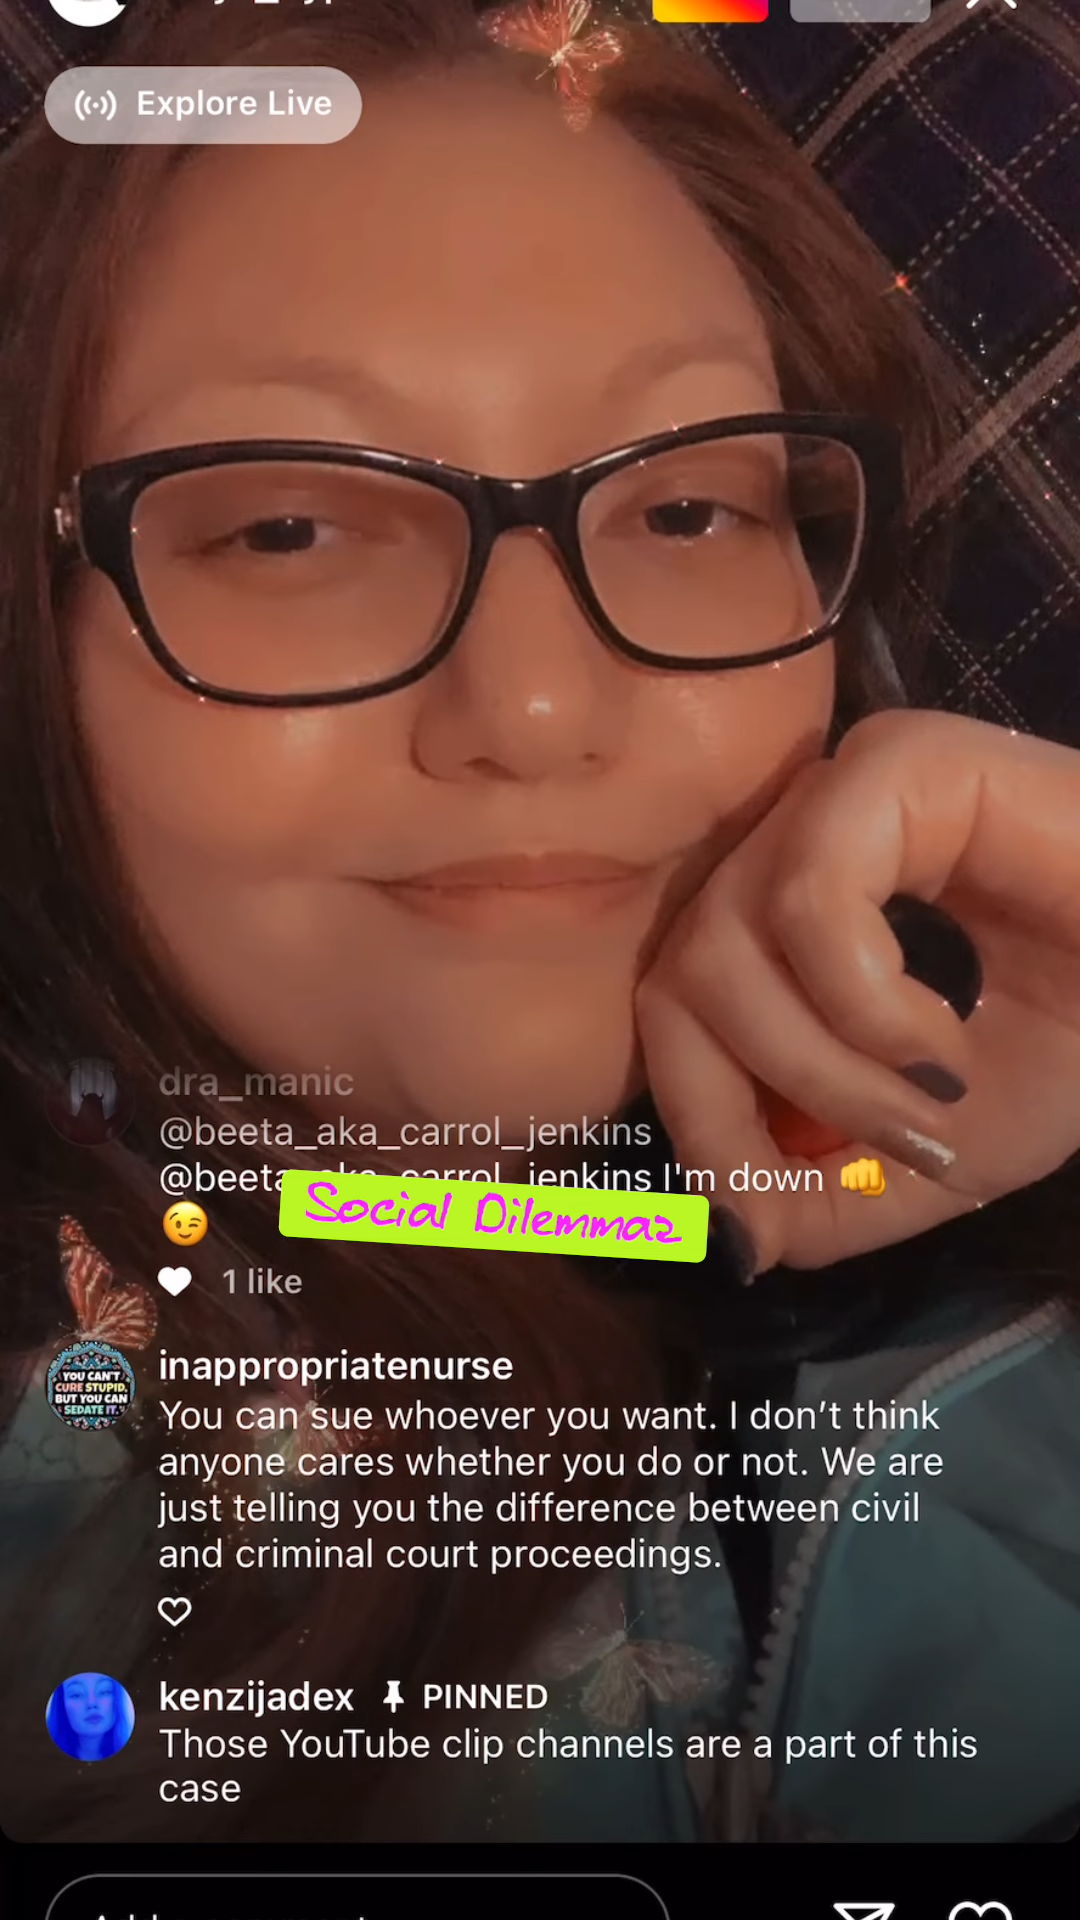 Explore Live
dra_manic
@beeta_aka_carrol_jenkins
@beeta_aka_carrol_jenkins I'm down 👊
😉
Social Dilemmaz
1 like
YOU CAN'T
CURE STUPID.
BUT YOU CAN
SEDATE IT.
inappropriatenurse
You can sue whoever you want. I don’t think
anyone cares whether you do or not. We are
just telling you the difference between civil
and criminal court proceedings.
kenzijadex PINNED
Those YouTube clip channels are a part of this
case